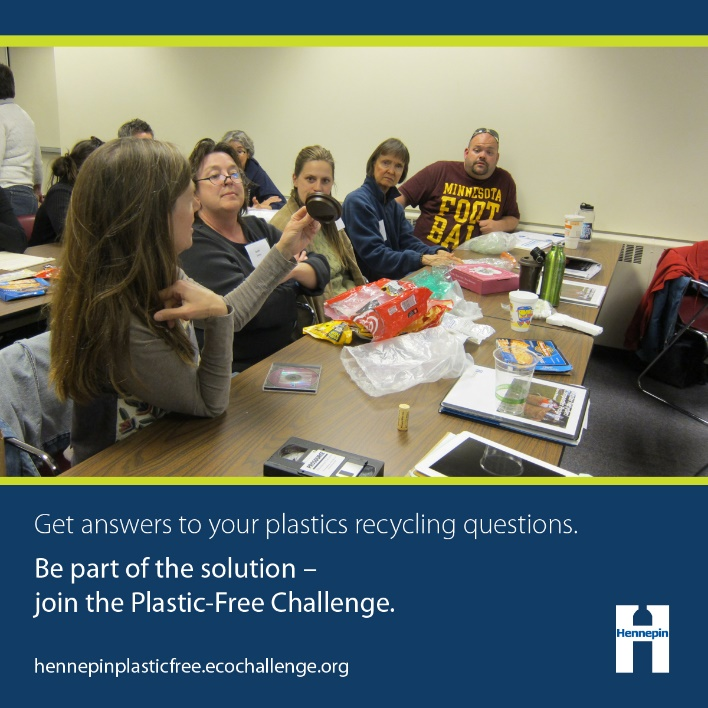 MINNESOTA
FOOT
BALL
Get answers to your plastics recycling questions.
Be part of the solution –
join the Plastic-Free Challenge.
hennepinplasticfree.ecochallenge.org
Hennepin